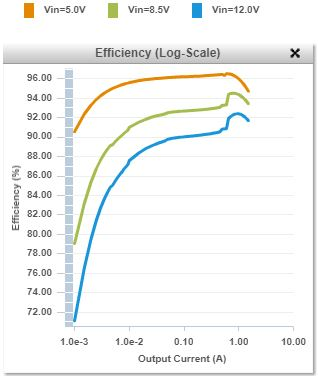 Vin=5.0V Vin=8.5V Vin=12.0V
Efficiency (Log-Scale)
96.00
94.00
92.00
90.00
88.00
86.00
84.00
82.00
80.00
78.00
76.00
74.00
72.00
Efficiency (%)
1.0e-3 1.0e-2 0.10 1.00 10.00
Output Current (A)